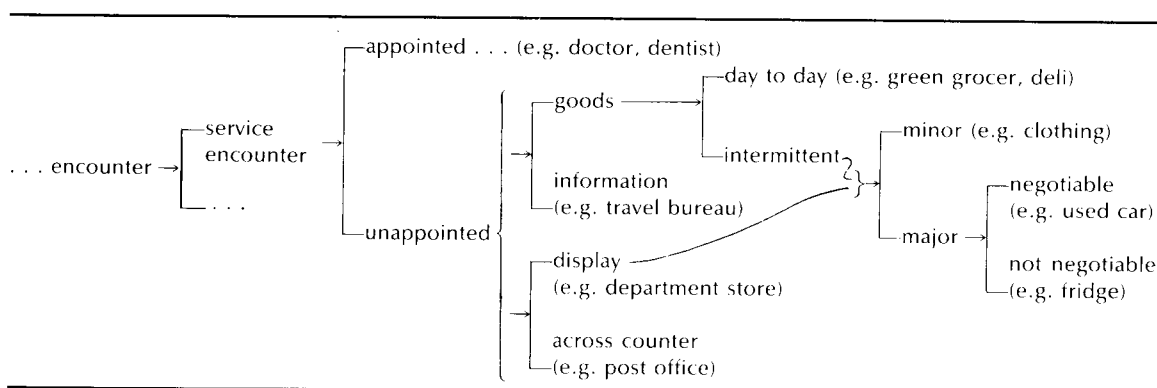 appointed . . . (e.g. doctor, dentist)
day to day (e.g. green grocer, deli)
goods
service
encounter
minor (e.g. clothing)
. . . encounter
intermittent
information
(e.g. travel bureau)
negotiable
(e.g. used car)
. . .
unappointed
major
display
(e.g. department store)
not negotiable
(e.g. fridge)
across counter
(e.g. post office)